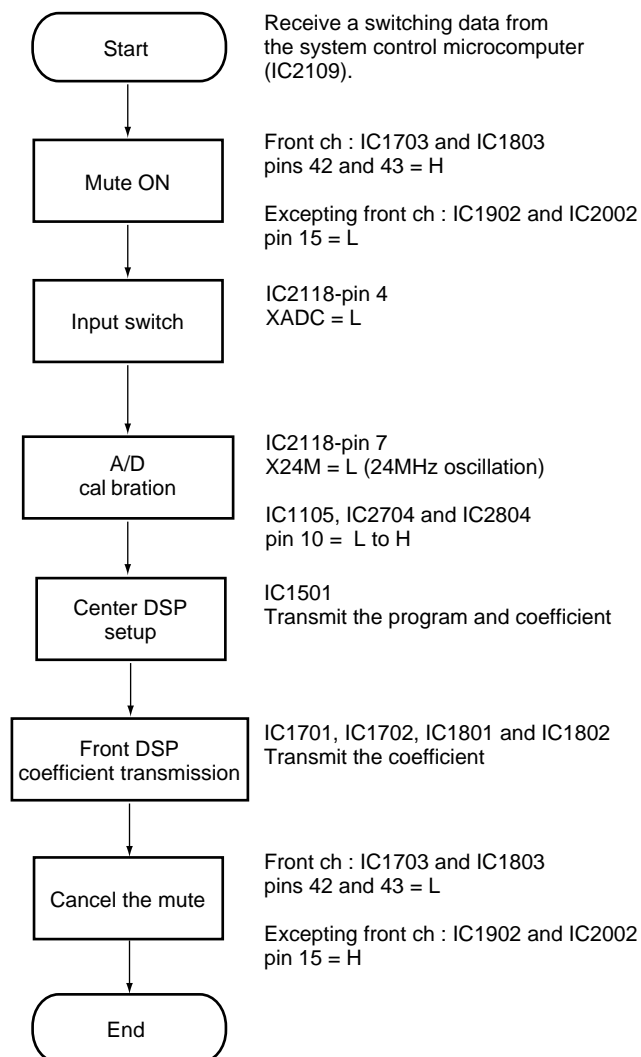 Start
Receive a switching data from
the system control microcomputer
(IC2109).
Mute ON
Front ch : IC1703 and IC1803
pins 42 and 43 = H
Excepting front ch : IC1902 and IC2002
pin 15 = L
Input switch
IC2118-pin 4
XADC = L
A/D
cal bration
IC2118-pin 7
X24M = L (24MHz oscillation)
IC1105, IC2704 and IC2804
pin 10 = L to H
Center DSP
setup
IC1501
Transmit the program and coefficient
Front DSP
coefficient transmission
IC1701, IC1702, IC1801 and IC1802
Transmit the coefficient
Cancel the mute
Front ch : IC1703 and IC1803
pins 42 and 43 = L
Excepting front ch : IC1902 and IC2002
pin 15 = H
End